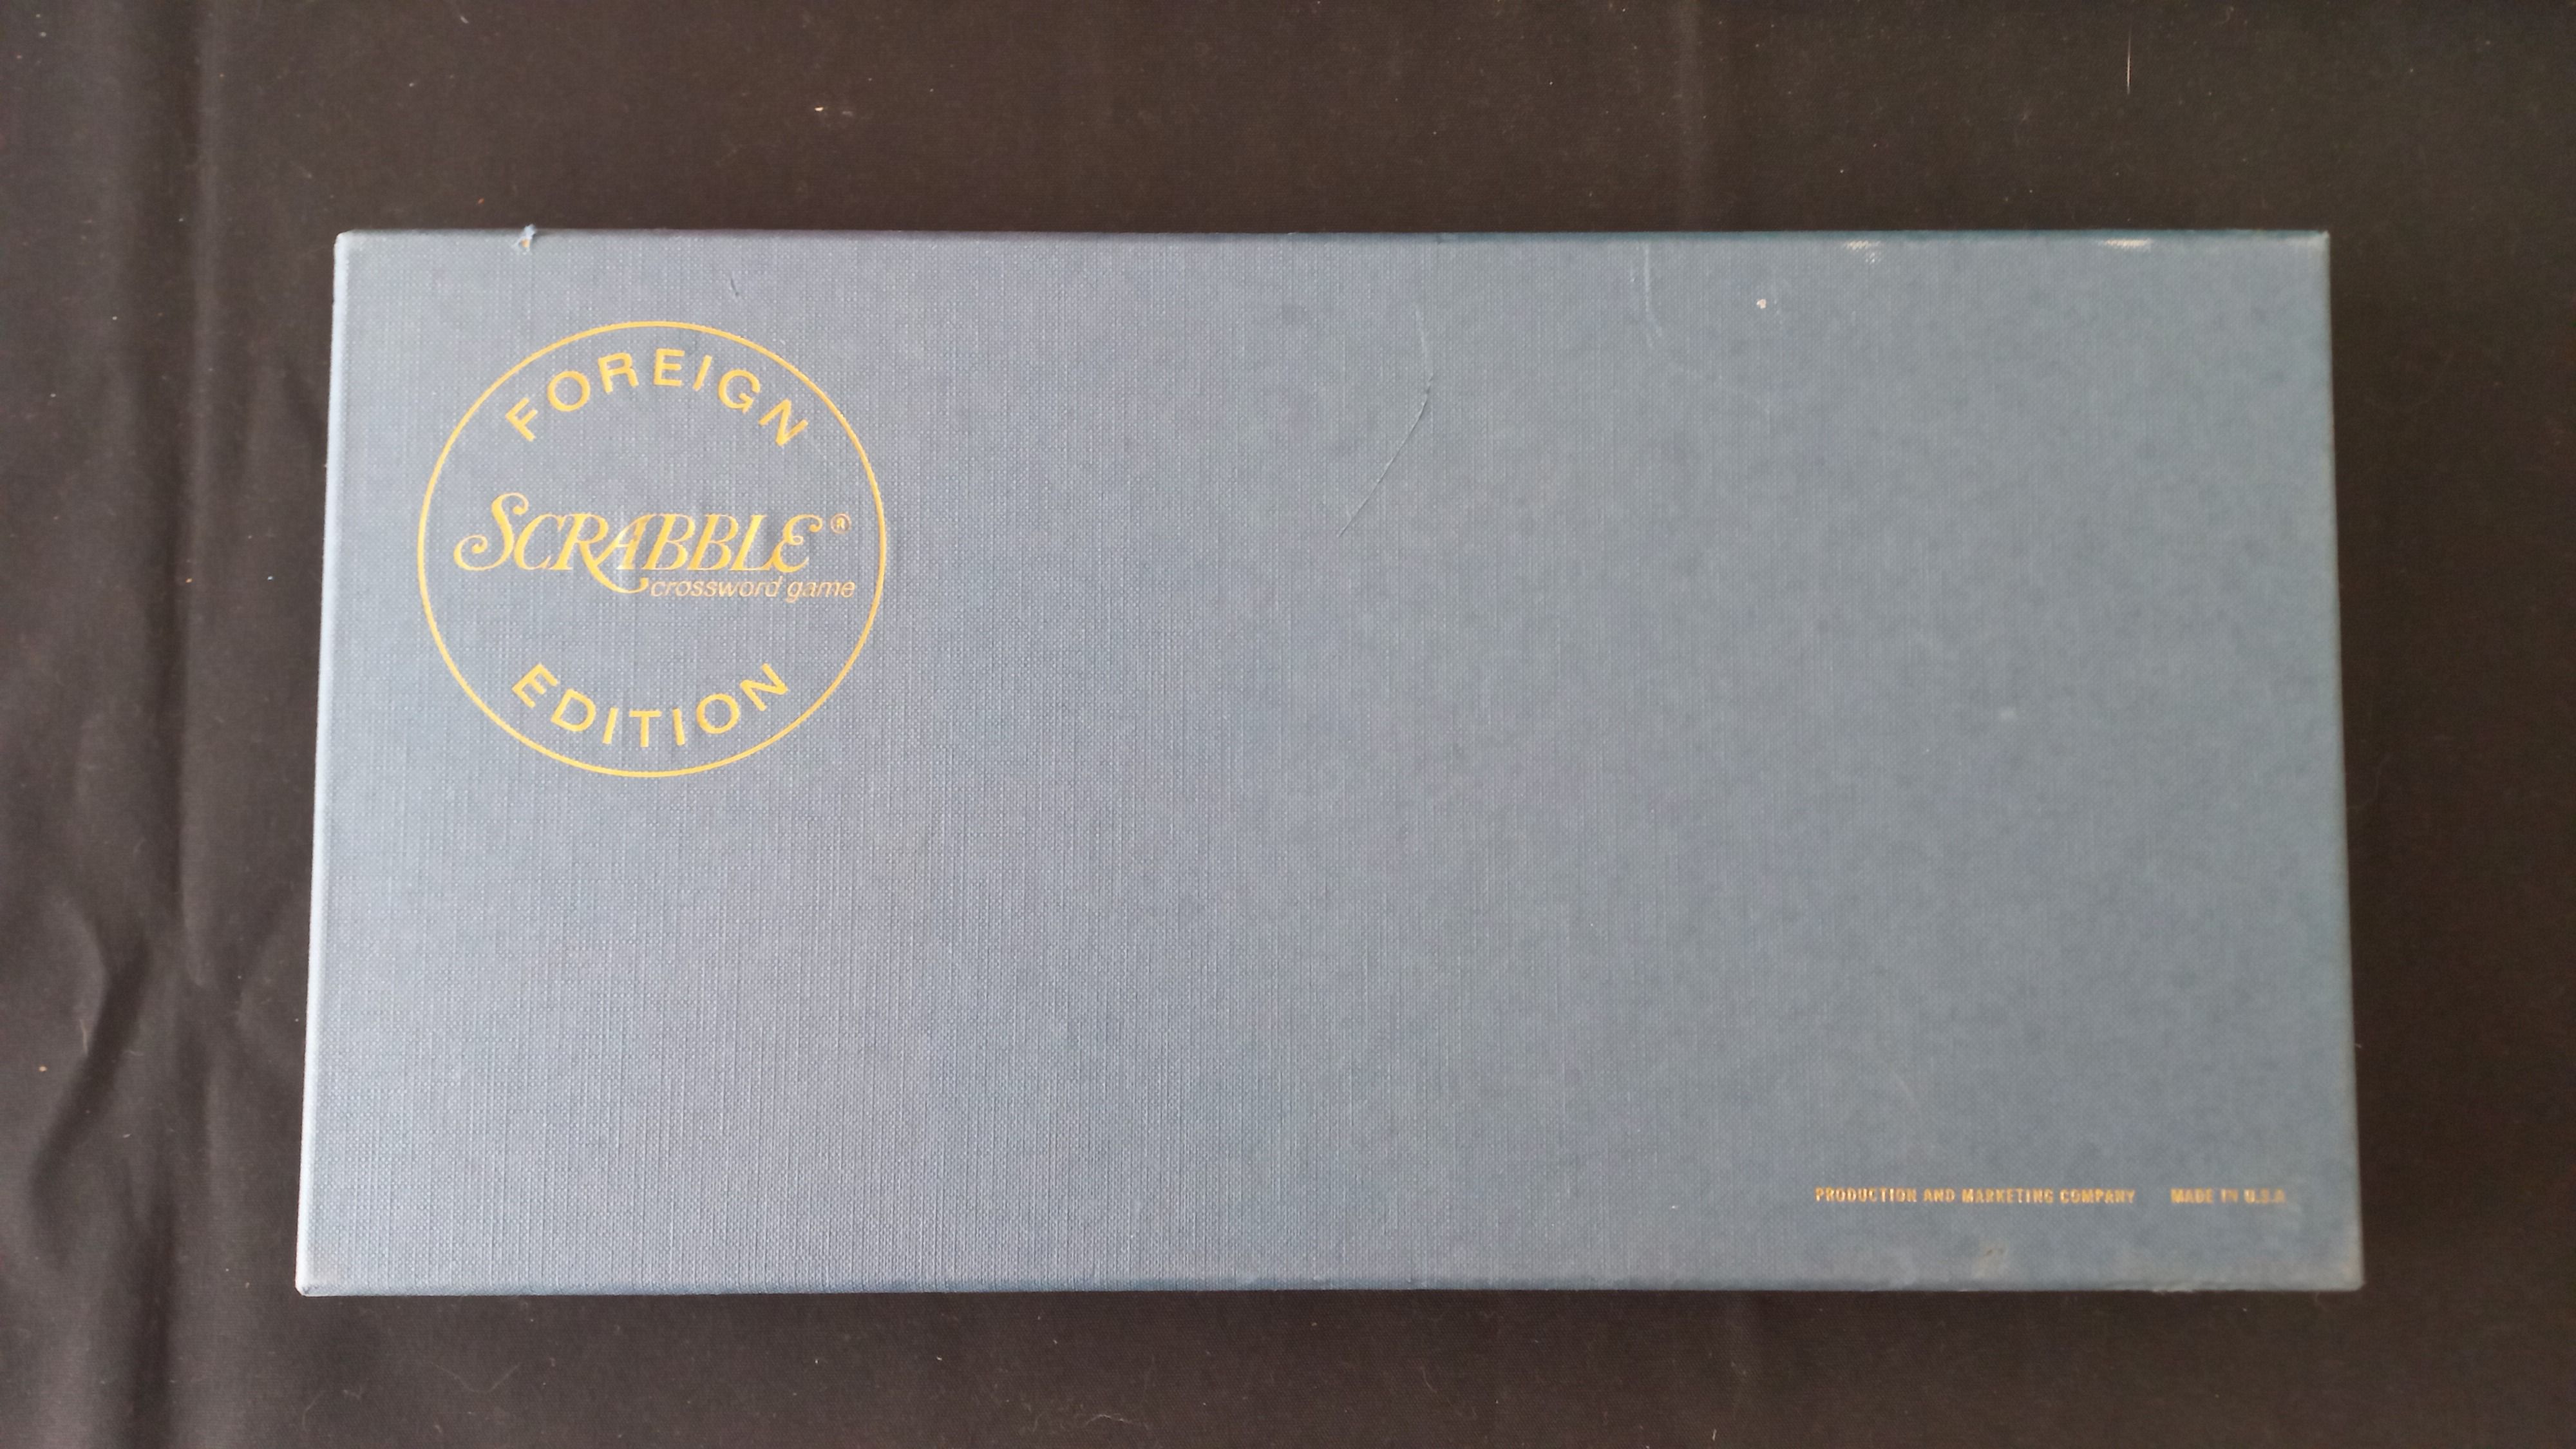 FOREIGN
SCRABBLE®
crossword game
EDITION
PRODUCTION AND MARKETING COMPANY MADE IN U.S.A.